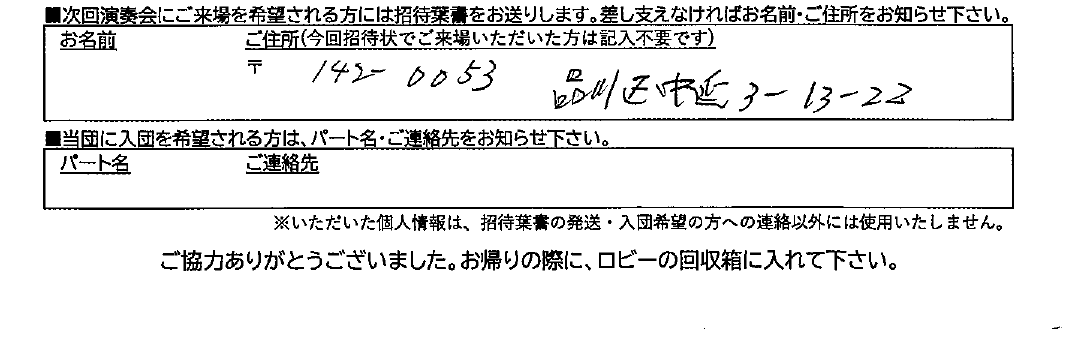 ■次回演奏会にご来場を希望される方には招待葉書をお送りします。差し支えなければお名前・ご住所をお知らせ下さい。
お名前 ご住所(今回招待状でご来場いただいた方は記入不要です)
〒 142-0053 品川区中延3-13-22
■当団に入団を希望される方は、パート名・ご連絡先をお知らせ下さい。
パート名 ご連絡先
※いただいた個人情報は、招待葉書の発送・入団希望の方への連絡以外には使用いたしません。
ご協力ありがとうございました。お帰りの際に、ロビーの回収箱に入れて下さい。